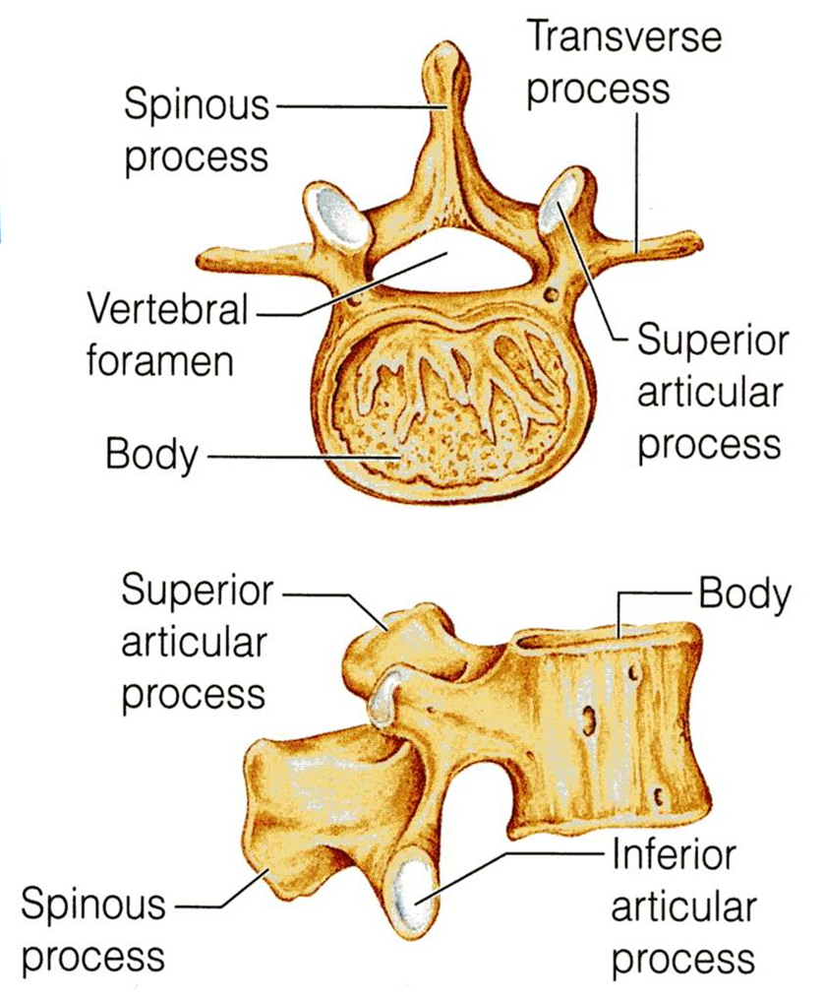 Transverse
process
Spinous
process
Vertebral
foramen
Superior
articular
process
Body
Superior
articular
process
Body
Inferior
articular
process
Spinous
process